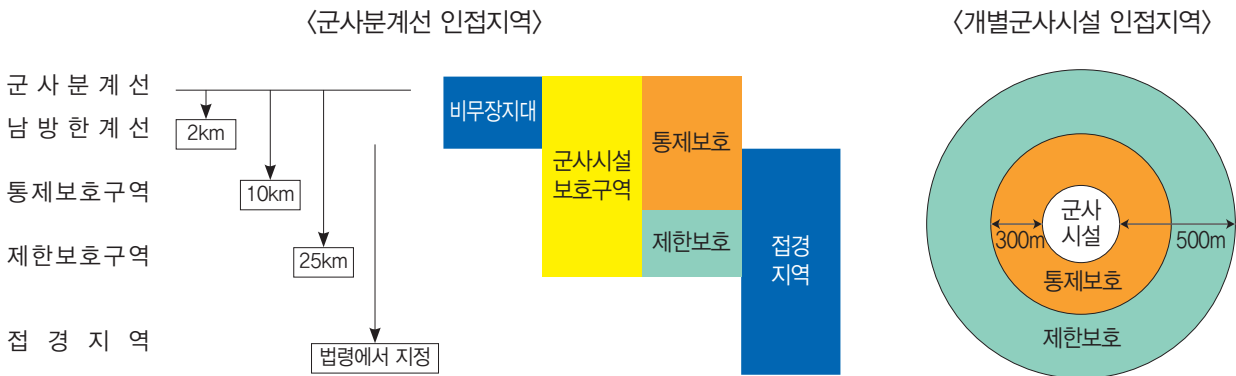 〈군사분계선 인접지역〉
〈개별군사시설 인접지역〉
군사분계선
남방한계선
통제보호구역
제한보호구역
접경지역
2km
10km
25km
법령에서 지정
비무장지대
군사시설
보호구역
통제보호
제한보호
접경
지역
군사
시설
300m
500m
통제보호
제한보호